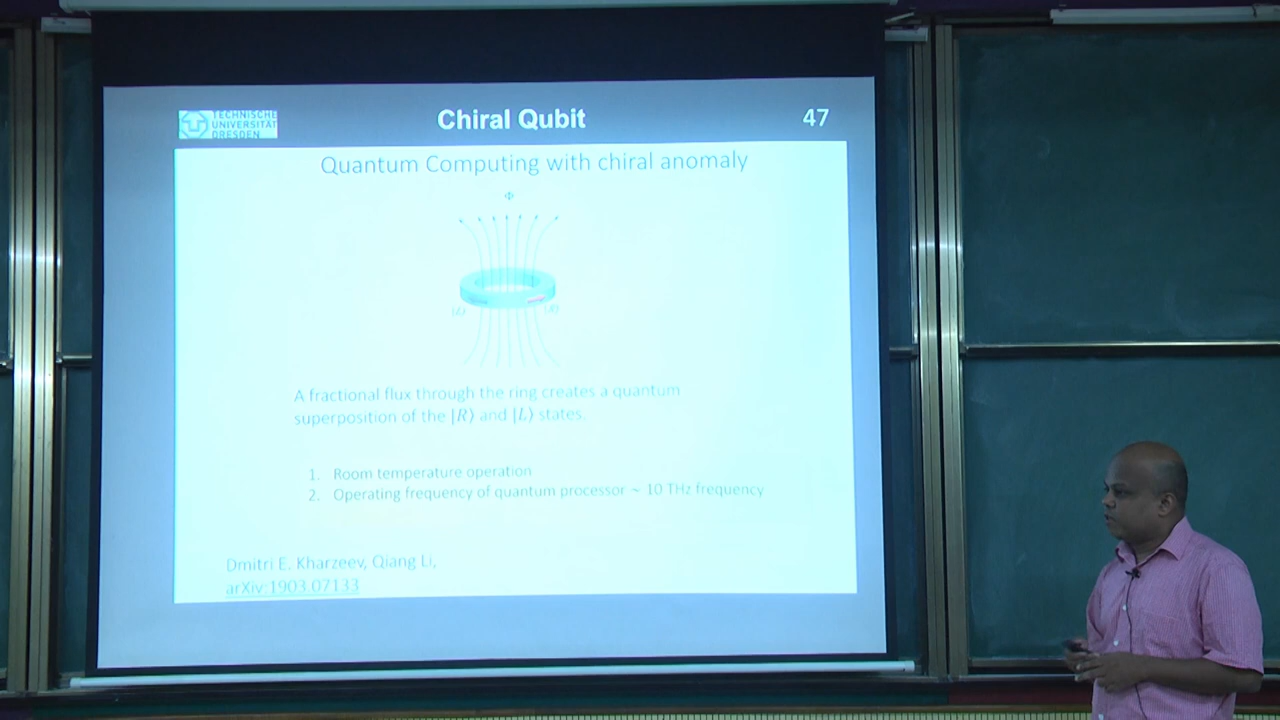 TECHNISCHE
UNIVERSITÄT
DRESDEN
Chiral Qubit
47
Quantum Computing with chiral anomaly
Φ
|L⟩
A fractional flux through the ring creates a quantum
superposition of the |R⟩ and |L⟩ states.
1. Room temperature operation
2. Operating frequency of quantum processor ~ 10 THz frequency
Dmitri E. Kharzeev, Qiang Li,
arXiv:1903.07133